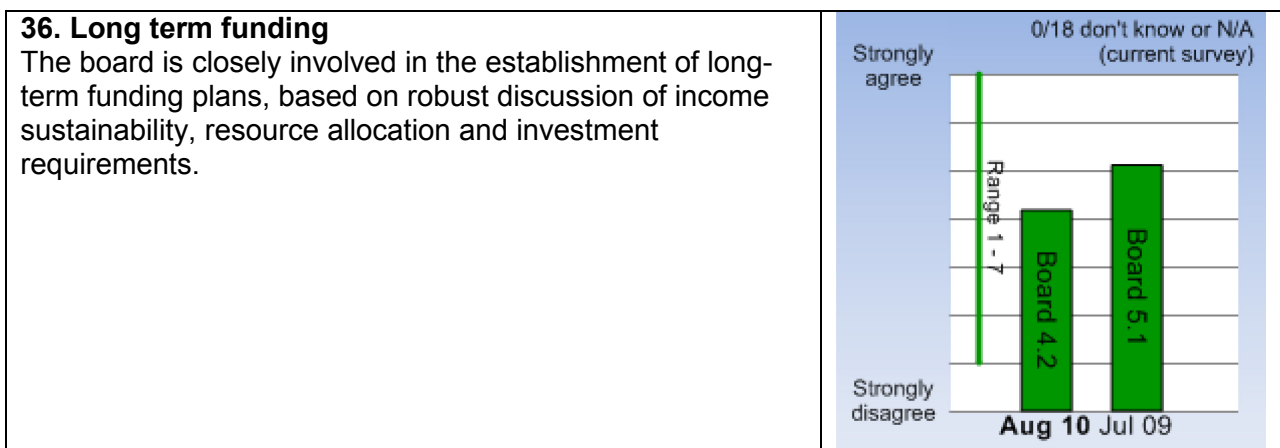 36. Long term funding
The board is closely involved in the establishment of long-
term funding plans, based on robust discussion of income
sustainability, resource allocation and investment
requirements.
0/18 don't know or N/A
(current survey)
Strongly
agree
Range 1 - 7
Board 4.2
Board 5.1
Strongly
disagree
Aug 10 Jul 09